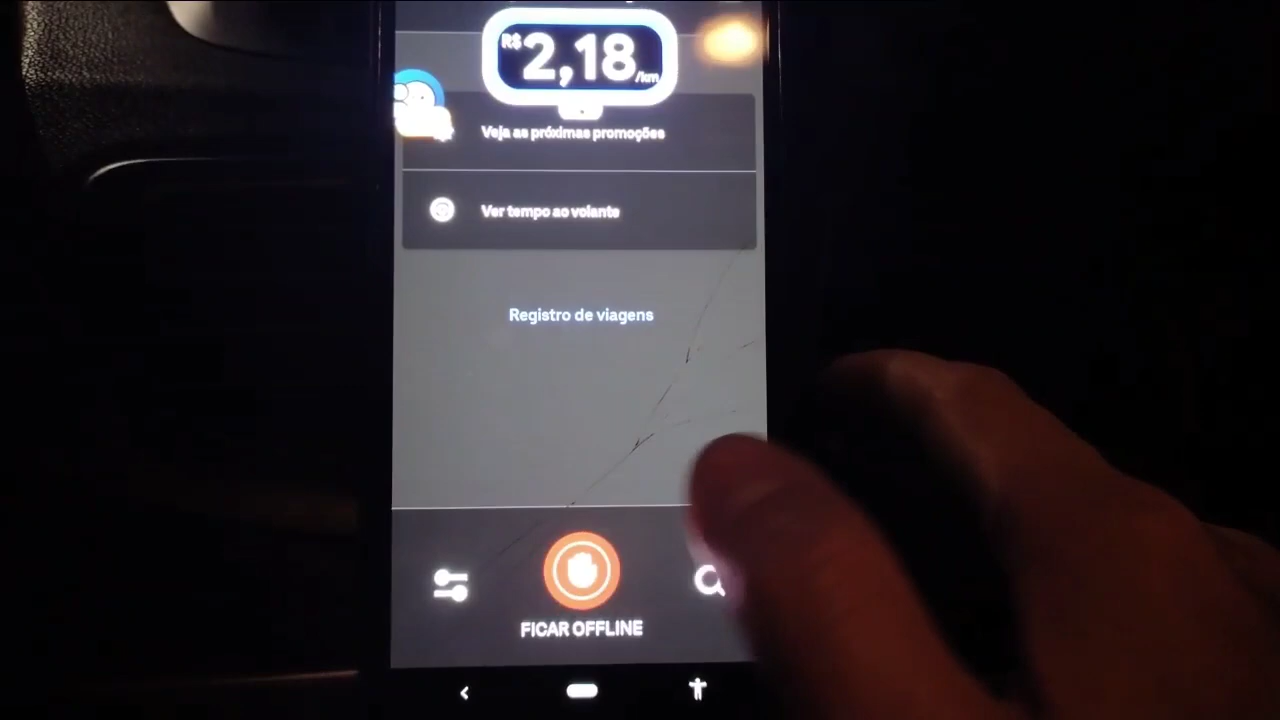 R$2,18/km
Veja as próximas promoções
Ver tempo ao volante
Registro de viagens
FICAR OFFLINE